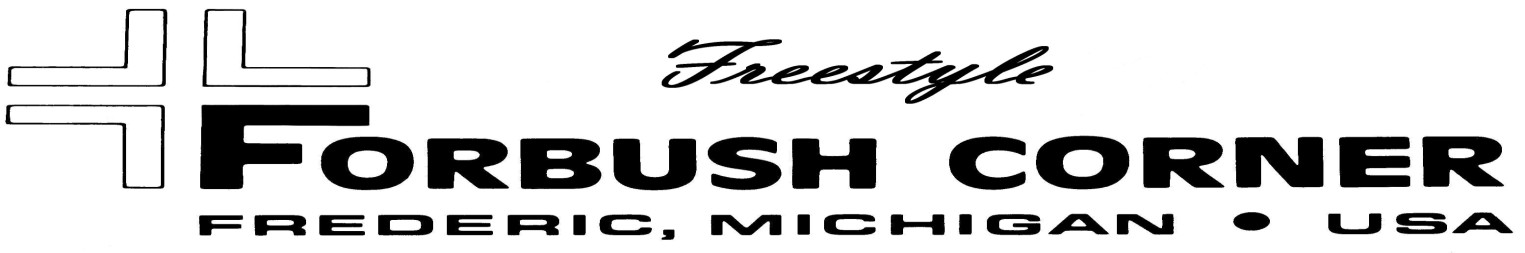 Freestyle
FORBUSH CORNER
FREDERIC, MICHIGAN • USA